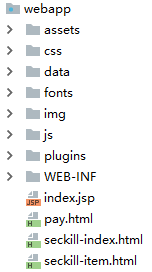 webapp
assets
css
data
fonts
img
js
plugins
WEB-INF
index.jsp
pay.html
seckill-index.html
seckill-item.html